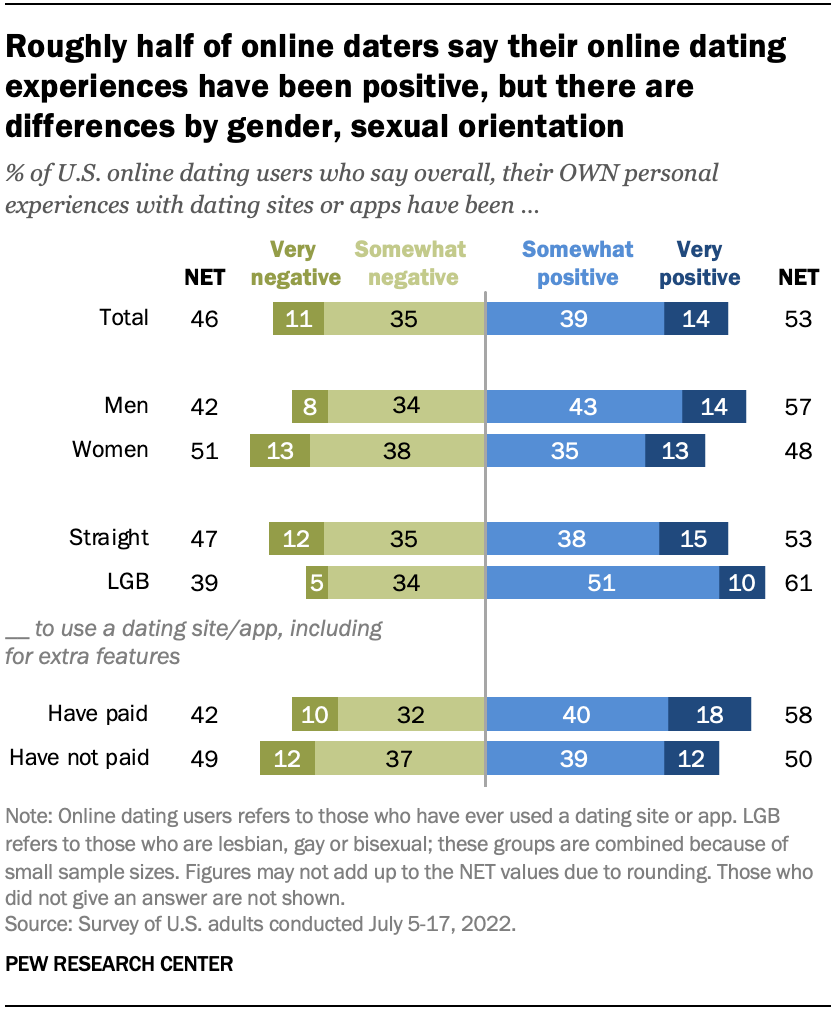 Roughly half of online daters say their online dating
experiences have been positive, but there are
differences by gender, sexual orientation
% of U.S. online dating users who say overall, their OWN personal
experiences with dating sites or apps have been ...
Very Somewhat Somewhat Very
NET negative negative positive positive NET
Total 46 11 35 39 14 53
Men 42 8 34 43 14 57
Women 51 13 38 35 13 48
Straight 47 12 35 38 15 53
LGB 39 5 34 51 10 61
__ to use a dating site/app, including
for extra features
Have paid 42 10 32 40 18 58
Have not paid 49 12 37 39 12 50
Note: Online dating users refers to those who have ever used a dating site or app. LGB
refers to those who are lesbian, gay or bisexual; these groups are combined because of
small sample sizes. Figures may not add up to the NET values due to rounding. Those who
did not give an answer are not shown.
Source: Survey of U.S. adults conducted July 5-17, 2022.
PEW RESEARCH CENTER